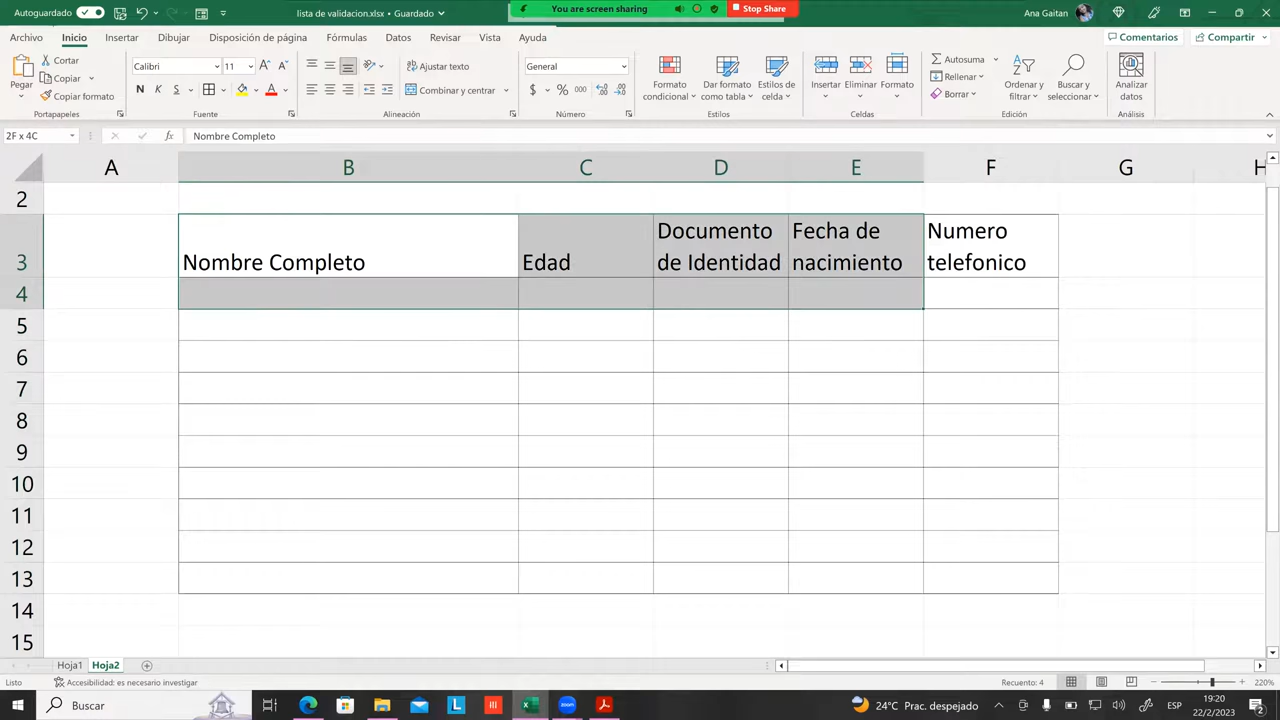 Autoguardado
lista de validacion.xlsx • Guardado
You are screen sharing
Stop Share
Ana Gaitan
Archivo Inicio Insertar Dibujar Disposición de página Fórmulas Datos Revisar Vista Ayuda
Comentarios Compartir
Pegar
Cortar
Copiar
Copiar formato
Portapapeles
Calibri 11
N K S
Fuente
Ajustar texto
Combinar y centrar
Alineación
General
$ % 000
Número
Formato condicional
Dar formato como tabla
Estilos de celda
Estilos
Insertar Eliminar Formato
Celdas
Autosuma
Rellenar
Borrar
Ordenar y filtrar
Buscar y seleccionar
Edición
Analizar datos
Análisis
2F x 4C
fx
Nombre Completo
A B C D E F G H
2
3 Nombre Completo Edad Documento de Identidad Fecha de nacimiento Numero telefonico
4
5
6
7
8
9
10
11
12
13
14
15
Hoja1 Hoja2
Listo
Accesibilidad: es necesario investigar
Recuento: 4
220%
Buscar
24°C Prac. despejado
ESP
19:20
22/2/2023
2